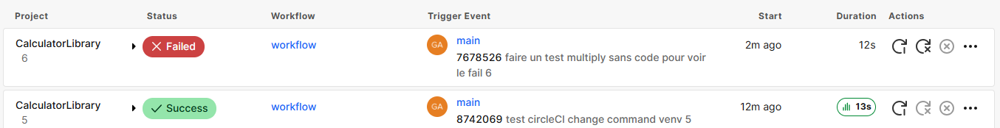 Project Status Workflow Trigger Event Start Duration Actions
CalculatorLibrary Failed workflow GA main 2m ago 12s
6 7678526 faire un test multiply sans code pour voir
le fail 6
CalculatorLibrary Success workflow GA main 12m ago 13s
5 8742069 test circleCI change command venv 5